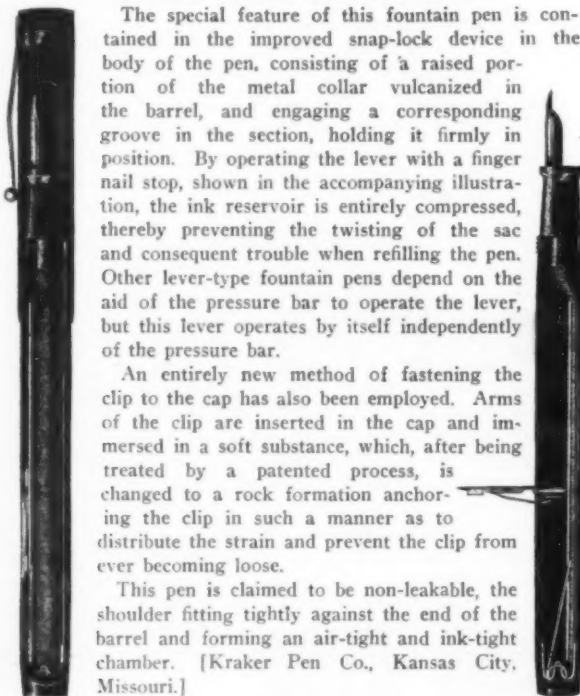 The special feature of this fountain pen is con-
tained in the improved snap-lock device in the
body of the pen, consisting of a raised por-
tion of the metal collar vulcanized in
the barrel, and engaging a corresponding
groove in the section, holding it firmly in
position. By operating the lever with a finger
nail stop, shown in the accompanying illustra-
tion, the ink reservoir is entirely compressed,
thereby preventing the twisting of the sac
and consequent trouble when refilling the pen.
Other lever-type fountain pens depend on the
aid of the pressure bar to operate the lever,
but this lever operates by itself independently
of the pressure bar.
An entirely new method of fastening the
clip to the cap has also been employed. Arms
of the clip are inserted in the cap and im-
mersed in a soft substance, which, after being
treated by a patented process, is
changed to a rock formation anchor-
ing the clip in such a manner as to
distribute the strain and prevent the clip from
ever becoming loose.
This pen is claimed to be non-leakable, the
shoulder fitting tightly against the end of the
barrel and forming an air-tight and ink-tight
chamber. [Kraker Pen Co., Kansas City,
Missouri.]